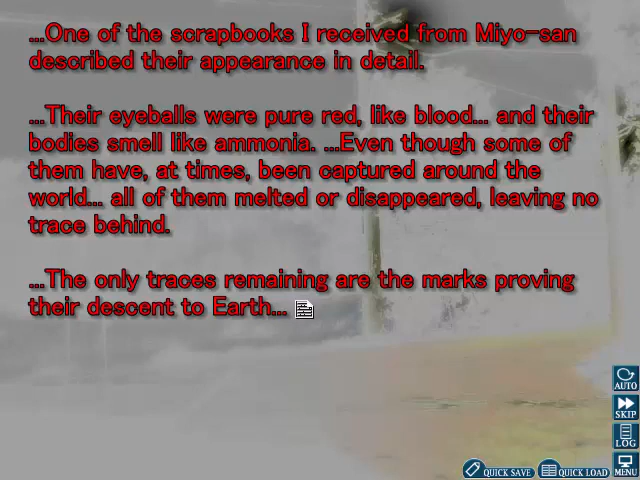 ...One of the scrapbooks I received from Miyo-san
described their appearance in detail.
...Their eyeballs were pure red, like blood... and their
bodies smell like ammonia. ...Even though some of
them have, at times, been captured around the
world... all of them melted or disappeared, leaving no
trace behind.
...The only traces remaining are the marks proving
their descent to Earth...
AUTO
SKIP
LOG
MENU
QUICK SAVE
QUICK LOAD